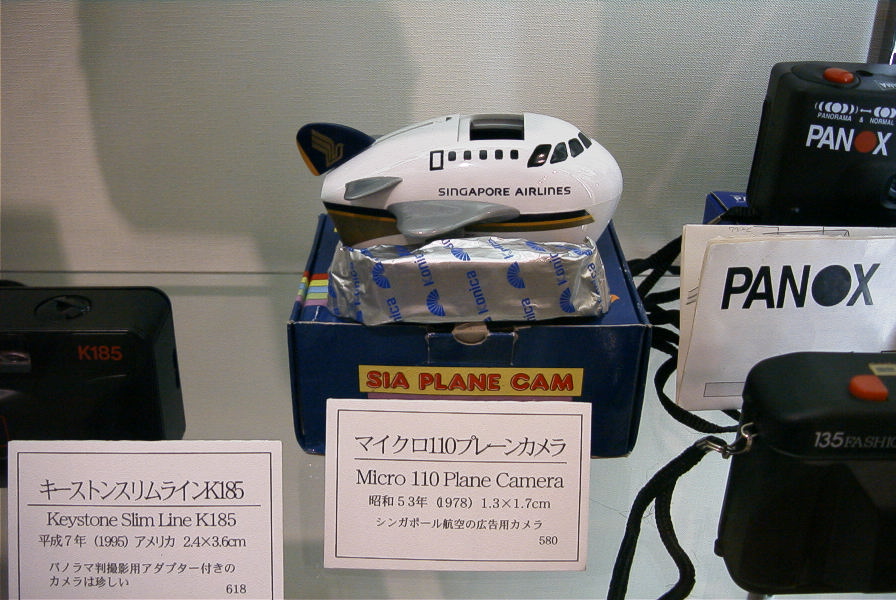 PANORAMA & NORMAL
PANOX
SINGAPORE AIRLINES
Konica
Konica
Konica
PANOX
K185
SIA PLANE CAM
135 FASHIO
マイクロ110プレーンカメラ
Micro 110 Plane Camera
昭和53年 (1978) 1.3×1.7cm
シンガポール航空の広告用カメラ
580
キーストンスリムラインK185
Keystone Slim Line K185
平成7年 (1995) アメリカ 2.4×3.6cm
パノラマ判撮影用アダプター付きの
カメラは珍しい
618